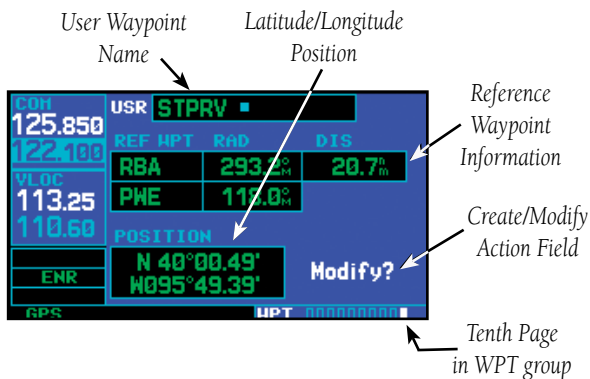 User Waypoint
Name
Latitude/Longitude
Position
COM
125.850
122.100
VLOC
113.25
110.60
ENR
GPS
USR STPRV
REF WPT RAD DIS
RBA 293.2°M 20.7nm
PWE 118.0°M
POSITION
N 40°00.49'
W095°49.39'
Modify?
WPT
Reference
Waypoint
Information
Create/Modify
Action Field
Tenth Page
in WPT group